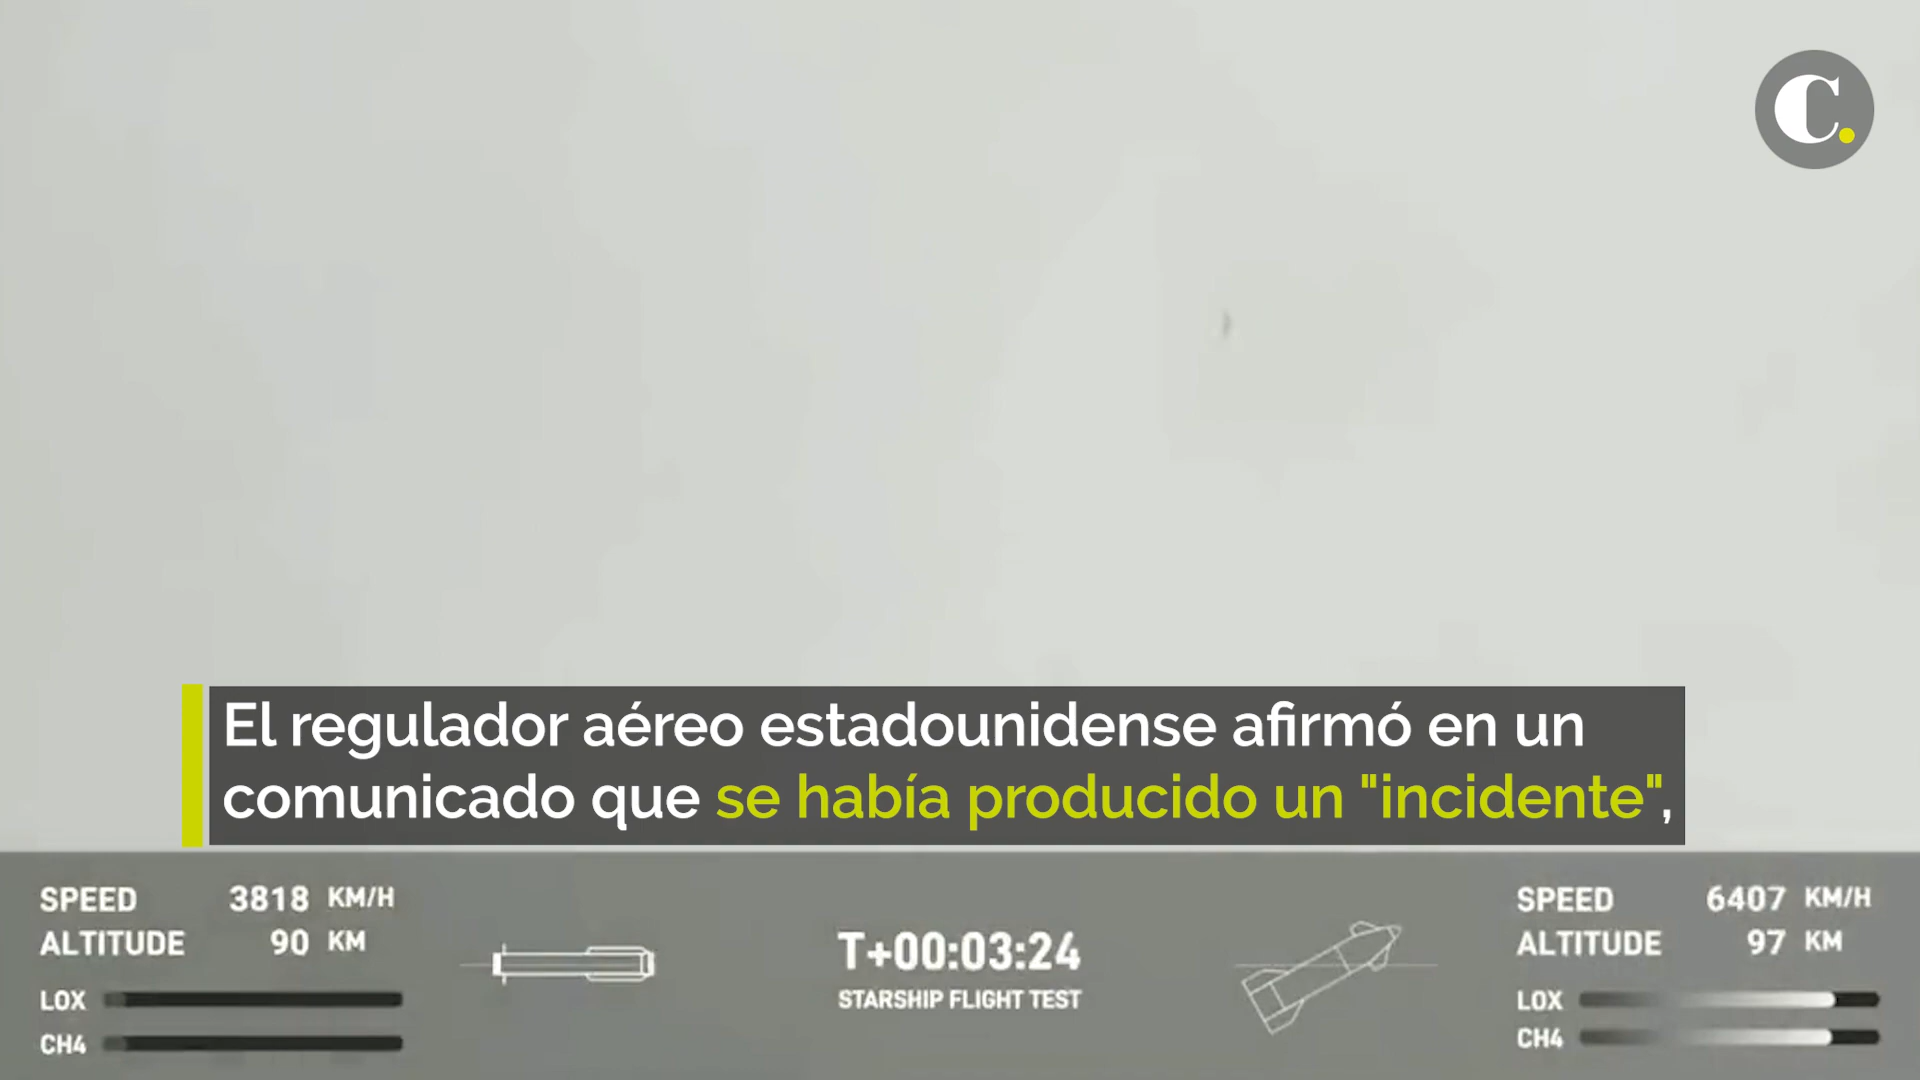 C.
El regulador aéreo estadounidense afirmó en un
comunicado que se había producido un "incidente",
SPEED 3818 KM/H
ALTITUDE 90 KM
LOX
CH4
T+00:03:24
STARSHIP FLIGHT TEST
SPEED 6407 KM/H
ALTITUDE 97 KM
LOX
CH4